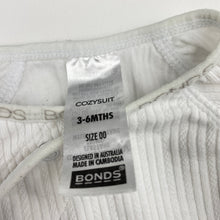 COZYSUIT
3-6MTHS
SIZE 00
DESIGNED IN AUSTRALIA
MADE IN CAMBODIA
BONDS